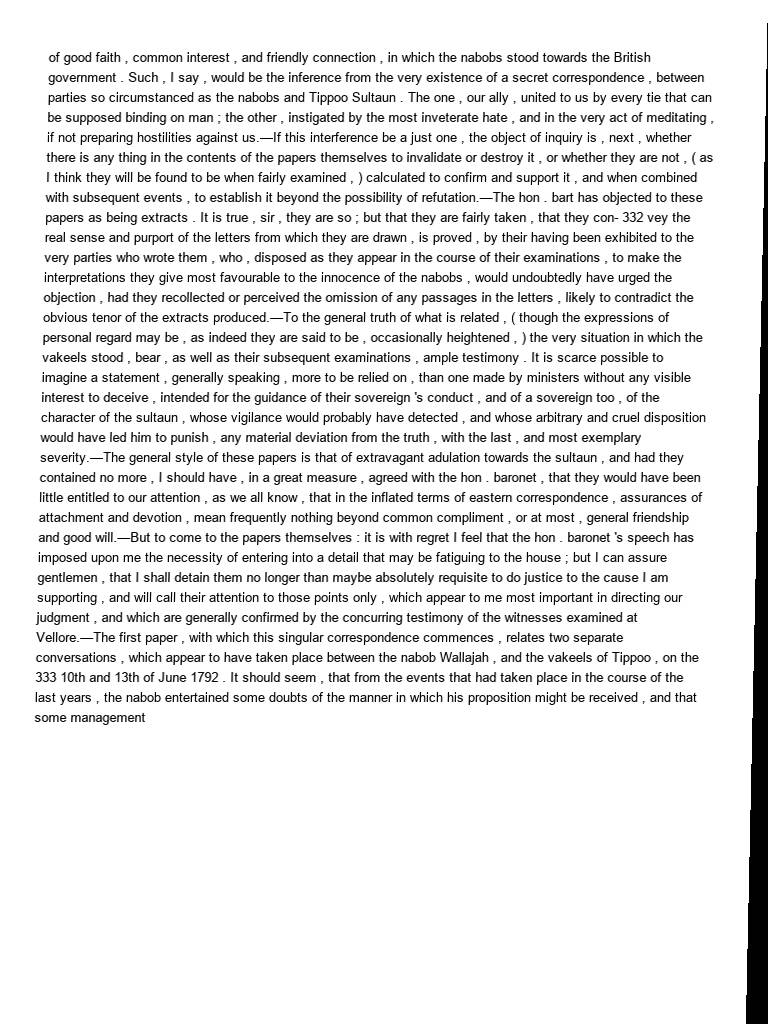 of good faith , common interest , and friendly connection , in which the nabobs stood towards the British
government . Such , I say , would be the inference from the very existence of a secret correspondence , between
parties so circumstanced as the nabobs and Tippoo Sultaun . The one , our ally , united to us by every tie that can
be supposed binding on man ; the other , instigated by the most inveterate hate , and in the very act of meditating ,
if not preparing hostilities against us.—If this interference be a just one , the object of inquiry is , next , whether
there is any thing in the contents of the papers themselves to invalidate or destroy it , or whether they are not , ( as
I think they will be found to be when fairly examined , ) calculated to confirm and support it , and when combined
with subsequent events , to establish it beyond the possibility of refutation.—The hon . bart has objected to these
papers as being extracts . It is true , sir , they are so ; but that they are fairly taken , that they con- 332 vey the
real sense and purport of the letters from which they are drawn , is proved , by their having been exhibited to the
very parties who wrote them , who , disposed as they appear in the course of their examinations , to make the
interpretations they give most favourable to the innocence of the nabobs , would undoubtedly have urged the
objection , had they recollected or perceived the omission of any passages in the letters , likely to contradict the
obvious tenor of the extracts produced.—To the general truth of what is related , ( though the expressions of
personal regard may be , as indeed they are said to be , occasionally heightened , ) the very situation in which the
vakeels stood , bear , as well as their subsequent examinations , ample testimony . It is scarce possible to
imagine a statement , generally speaking , more to be relied on , than one made by ministers without any visible
interest to deceive , intended for the guidance of their sovereign 's conduct , and of a sovereign too , of the
character of the sultaun , whose vigilance would probably have detected , and whose arbitrary and cruel disposition
would have led him to punish , any material deviation from the truth , with the last , and most exemplary
severity.—The general style of these papers is that of extravagant adulation towards the sultaun , and had they
contained no more , I should have , in a great measure , agreed with the hon . baronet , that they would have been
little entitled to our attention , as we all know , that in the inflated terms of eastern correspondence , assurances of
attachment and devotion , mean frequently nothing beyond common compliment , or at most , general friendship
and good will.—But to come to the papers themselves : it is with regret I feel that the hon . baronet 's speech has
imposed upon me the necessity of entering into a detail that may be fatiguing to the house ; but I can assure
gentlemen , that I shall detain them no longer than maybe absolutely requisite to do justice to the cause I am
supporting , and will call their attention to those points only , which appear to me most important in directing our
judgment , and which are generally confirmed by the concurring testimony of the witnesses examined at
Vellore.—The first paper , with which this singular correspondence commences , relates two separate
conversations , which appear to have taken place between the nabob Wallajah , and the vakeels of Tippoo , on the
333 10th and 13th of June 1792 . It should seem , that from the events that had taken place in the course of the
last years , the nabob entertained some doubts of the manner in which his proposition might be received , and that
some management